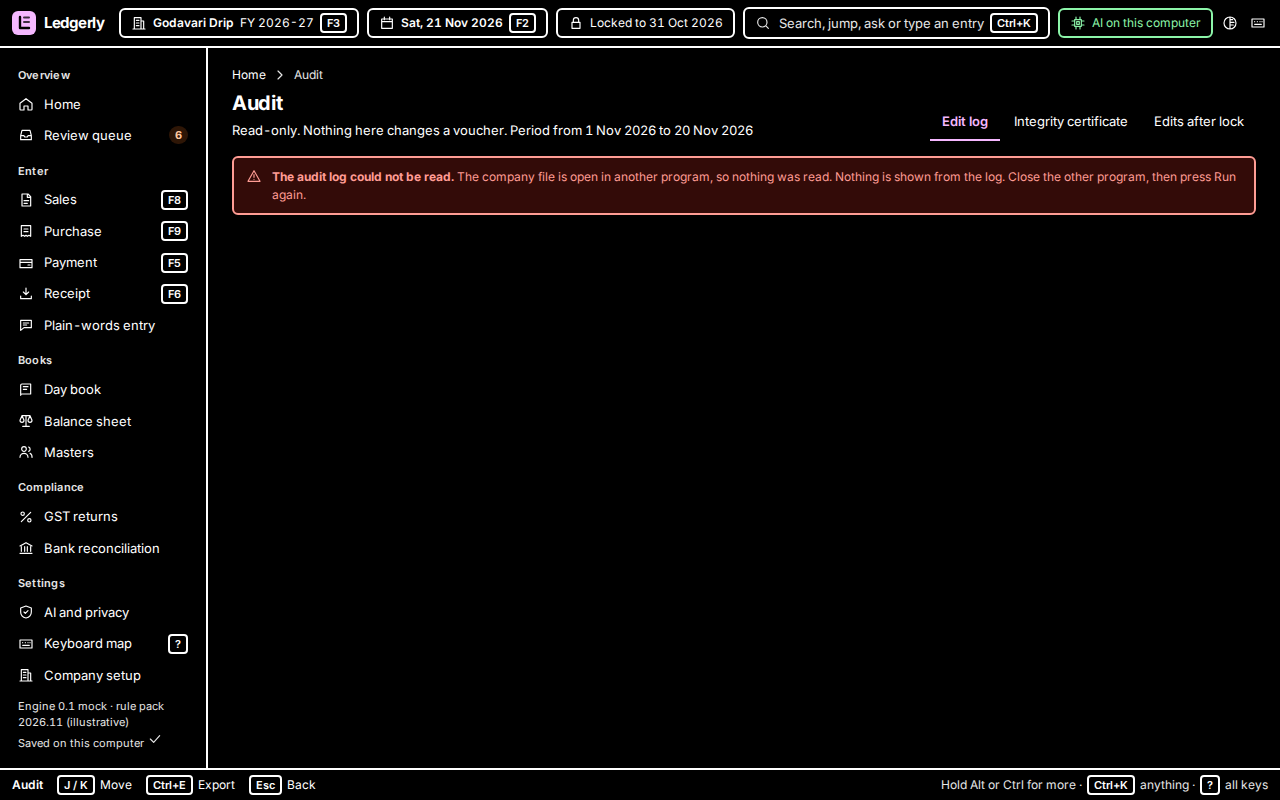 Ledgerly
Godavari Drip FY 2026-27 F3
Sat, 21 Nov 2026 F2
Locked to 31 Oct 2026
Search, jump, ask or type an entry Ctrl+K
AI on this computer
Overview
Home
Review queue 6
Enter
Sales F8
Purchase F9
Payment F5
Receipt F6
Plain-words entry
Books
Day book
Balance sheet
Masters
Compliance
GST returns
Bank reconciliation
Settings
AI and privacy
Keyboard map ?
Company setup
Engine 0.1 mock · rule pack
2026.11 (illustrative)
Saved on this computer
Home Audit
Audit
Read-only. Nothing here changes a voucher. Period from 1 Nov 2026 to 20 Nov 2026
Edit log Integrity certificate Edits after lock
The audit log could not be read. The company file is open in another program, so nothing was read. Nothing is shown from the log. Close the other program, then press Run
again.
Audit J / K Move Ctrl+E Export Esc Back
Hold Alt or Ctrl for more · Ctrl+K anything · ? all keys